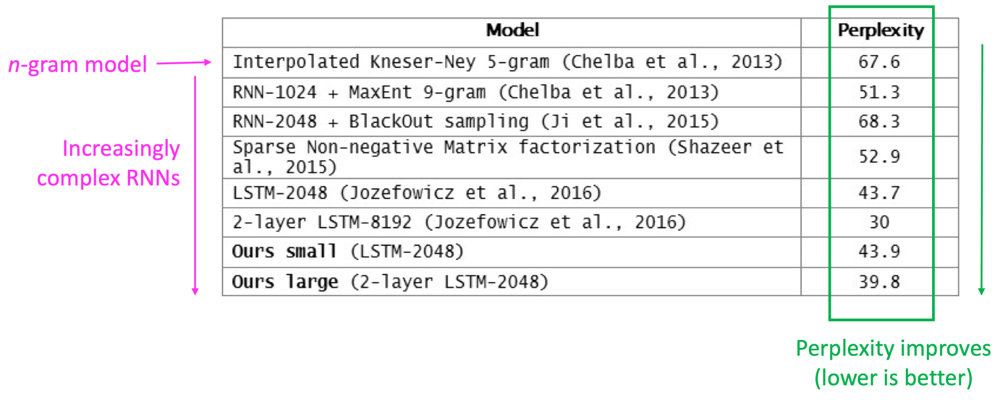 Model Perplexity
n-gram model
Interpolated Kneser-Ney 5-gram (Chelba et al., 2013) 67.6
RNN-1024 + MaxEnt 9-gram (Chelba et al., 2013) 51.3
RNN-2048 + BlackOut sampling (Ji et al., 2015) 68.3
Increasingly
complex RNNs
Sparse Non-negative Matrix factorization (Shazeer et
al., 2015) 52.9
LSTM-2048 (Jozefowicz et al., 2016) 43.7
2-layer LSTM-8192 (Jozefowicz et al., 2016) 30
Ours small (LSTM-2048) 43.9
Ours large (2-layer LSTM-2048) 39.8
Perplexity improves
(lower is better)